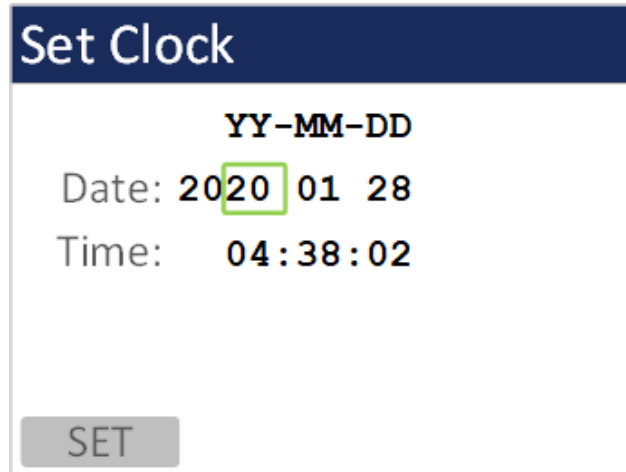 Set Clock
YY-MM-DD
Date: 2020 01 28
Time: 04:38:02
SET